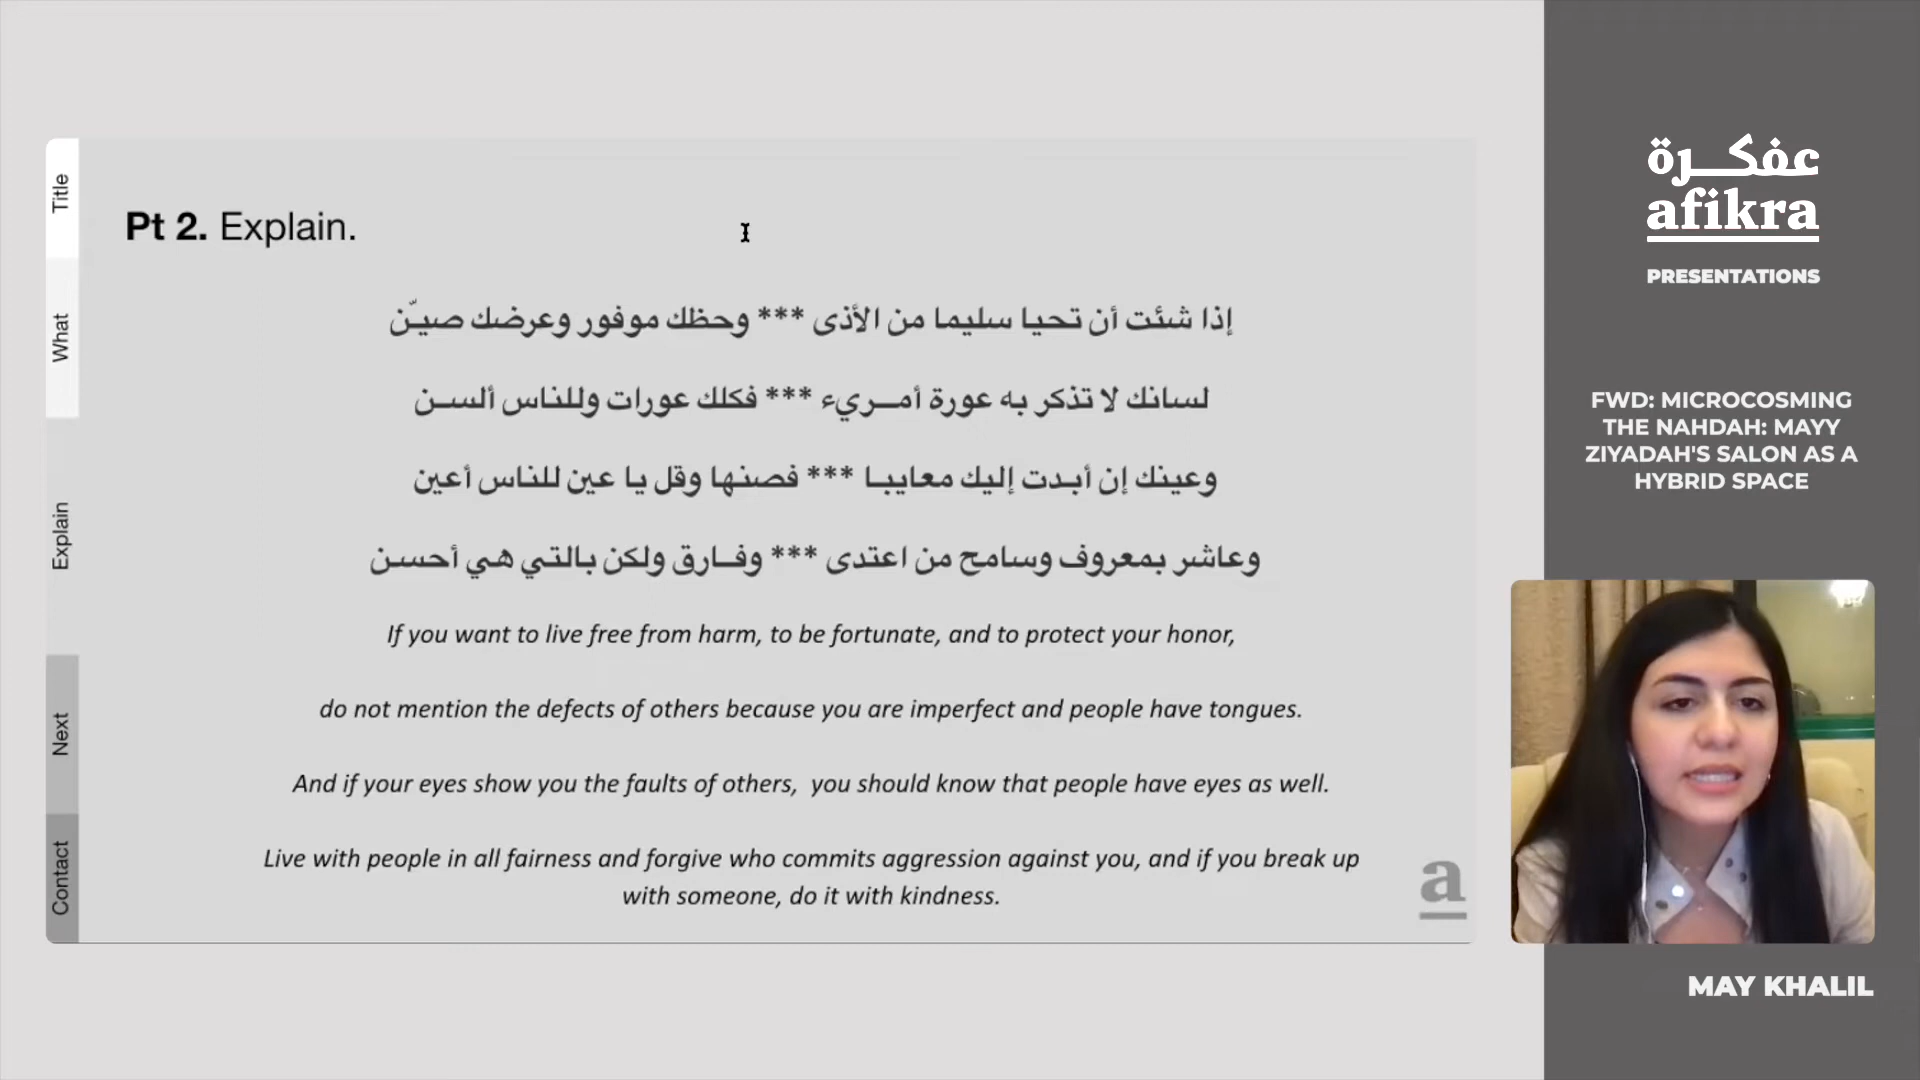 Title
What
Explain
Next
Contact
Pt 2. Explain.
إذا شئت أن تحيا سليما من الأذى *** وحظك موفور وعرضك صيـّن
لسانك لا تذكر به عورة أمــريء *** فكلك عورات وللناس ألسـن
وعينك إن أبـدت إليك معايبـا *** فصنها وقل يا عين للناس أعين
وعاشر بمعروف وسامح من اعتدى *** وفــارق ولكن بالتـي هـي أحسـن
If you want to live free from harm, to be fortunate, and to protect your honor,
do not mention the defects of others because you are imperfect and people have tongues.
And if your eyes show you the faults of others, you should know that people have eyes as well.
Live with people in all fairness and forgive who commits aggression against you, and if you break up
with someone, do it with kindness.
a
عفكـرة
afikra
PRESENTATIONS
FWD: MICROCOSMING
THE NAHDAH: MAYY
ZIYADAH'S SALON AS A
HYBRID SPACE
MAY KHALIL